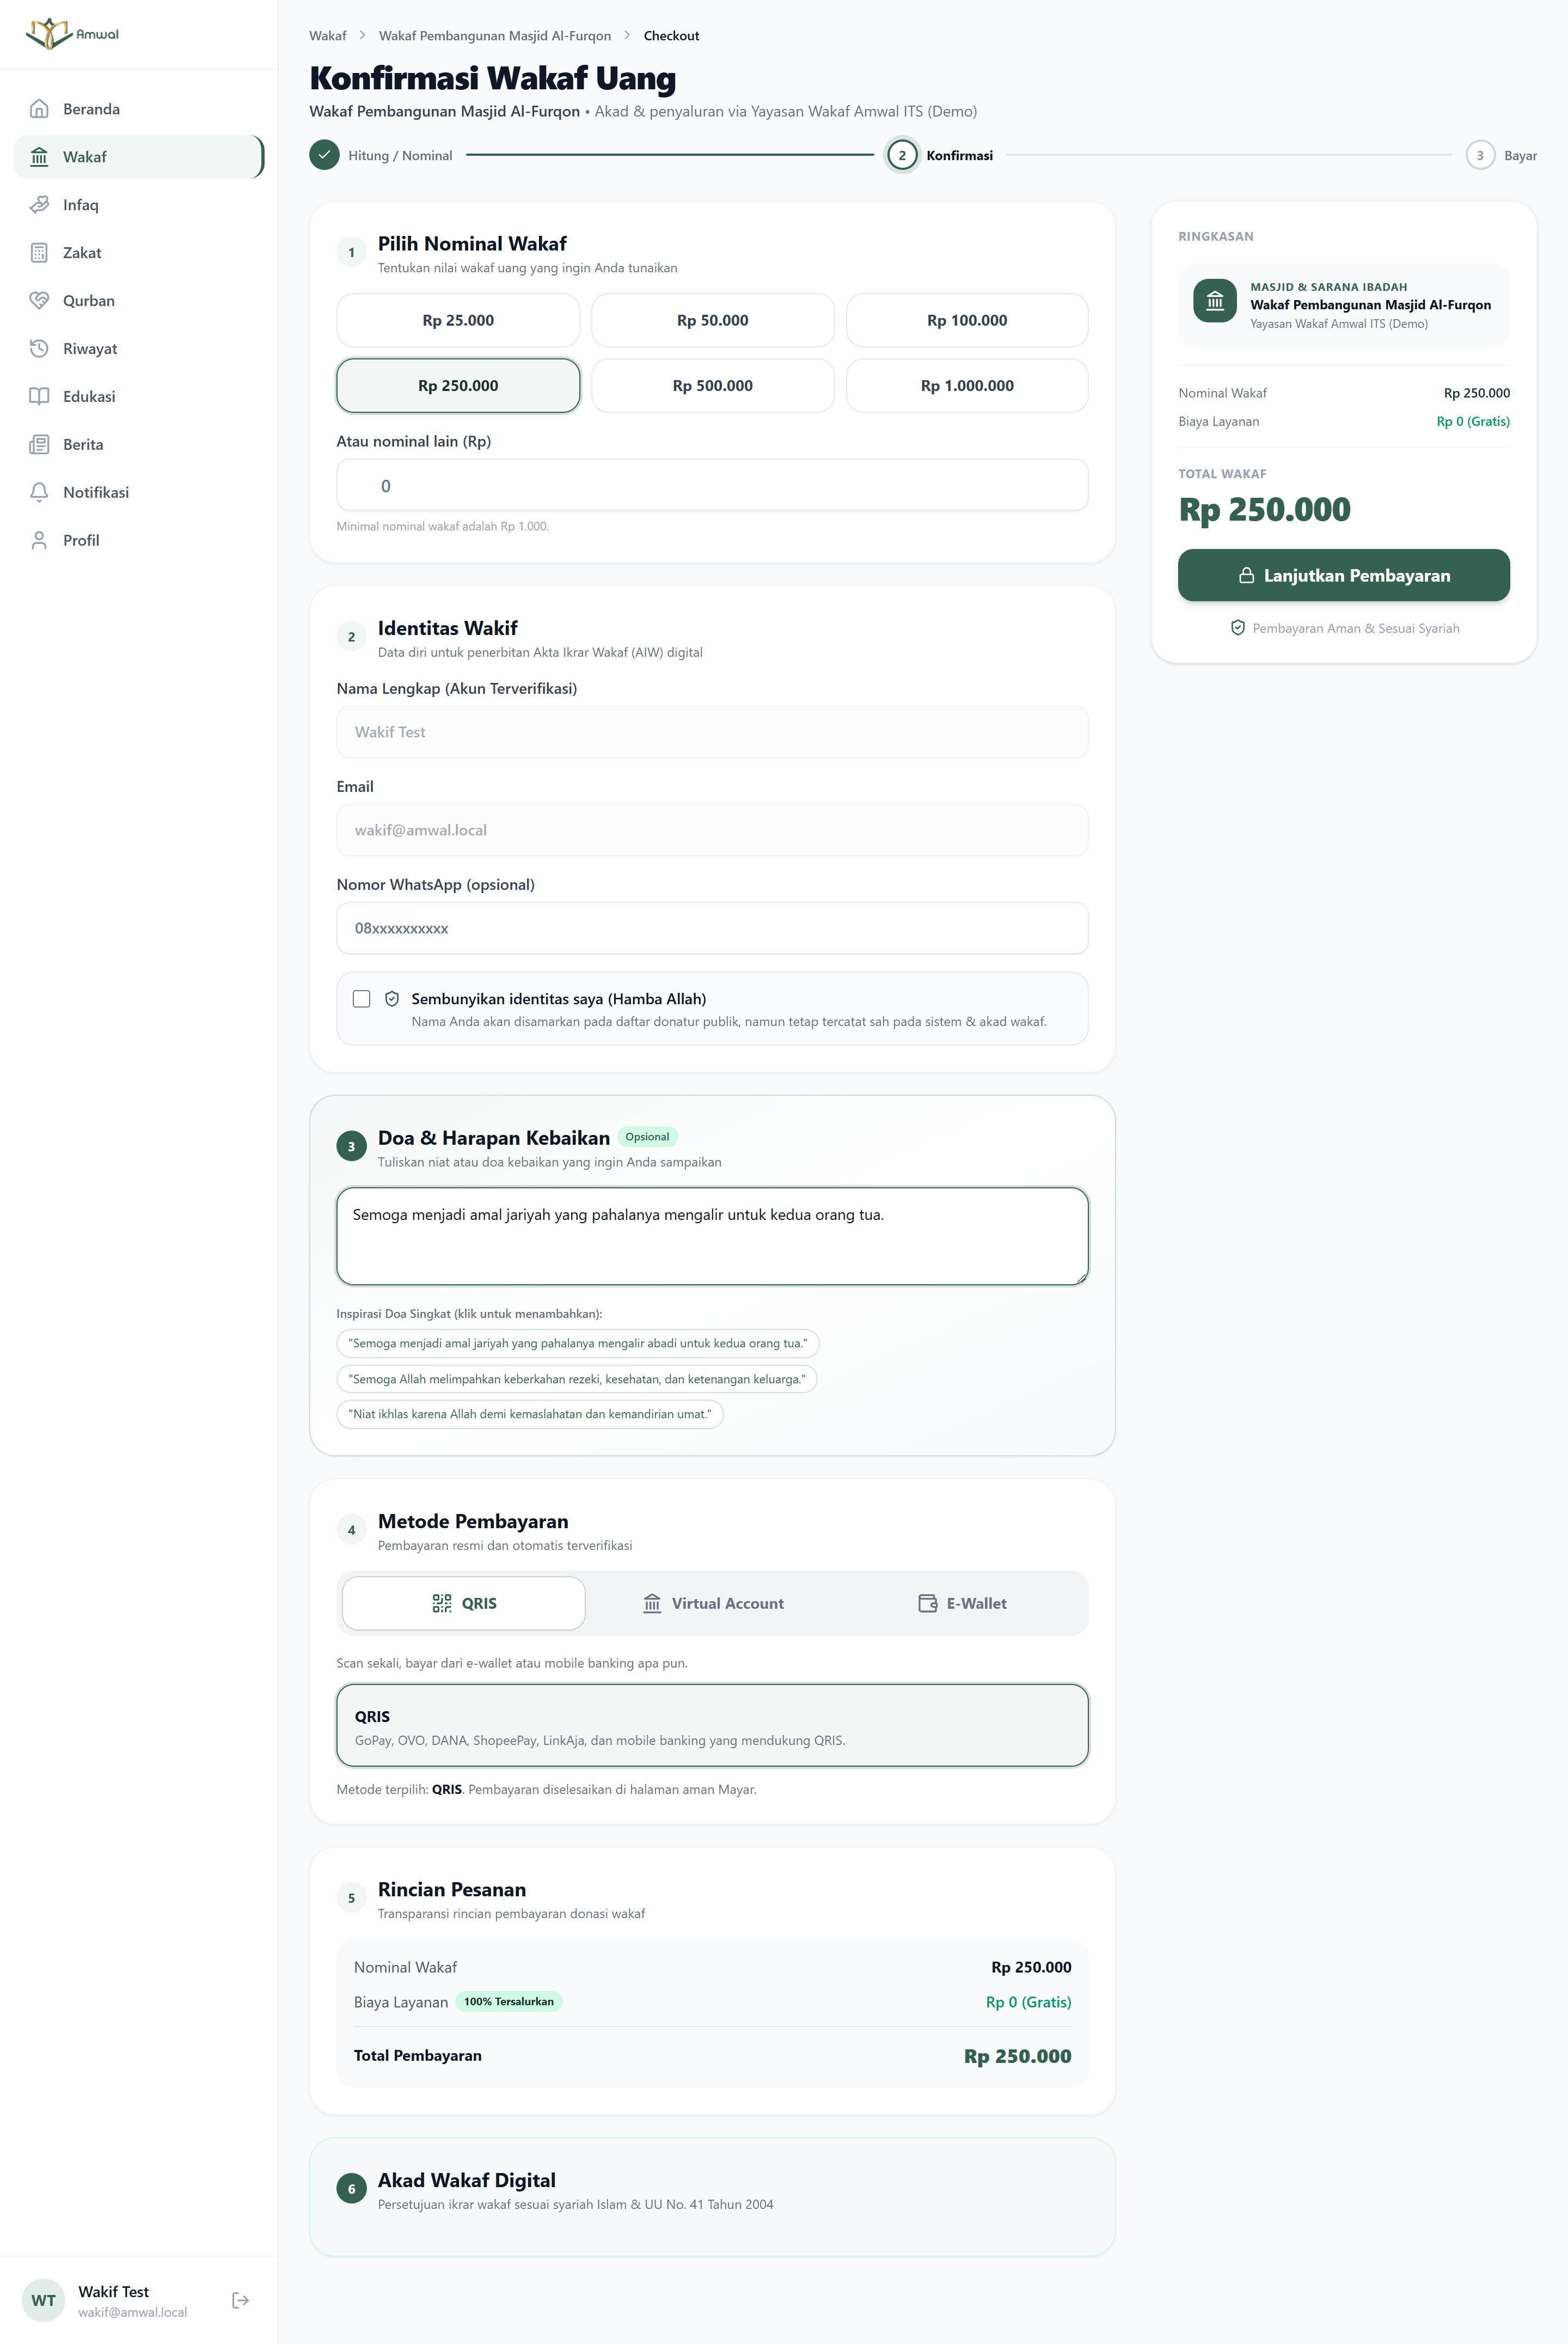 Amwal
Beranda
Wakaf
Infaq
Zakat
Qurban
Riwayat
Edukasi
Berita
Notifikasi
Profil
WT
Wakif Test
wakif@amwal.local
Wakaf > Wakaf Pembangunan Masjid Al-Furqon > Checkout
Konfirmasi Wakaf Uang
Wakaf Pembangunan Masjid Al-Furqon • Akad & penyaluran via Yayasan Wakaf Amwal ITS (Demo)
Hitung / Nominal
2 Konfirmasi
3 Bayar
1 Pilih Nominal Wakaf
Tentukan nilai wakaf uang yang ingin Anda tunaikan
Rp 25.000 Rp 50.000 Rp 100.000
Rp 250.000 Rp 500.000 Rp 1.000.000
Atau nominal lain (Rp)
0
Minimal nominal wakaf adalah Rp 1.000.
2 Identitas Wakif
Data diri untuk penerbitan Akta Ikrar Wakaf (AIW) digital
Nama Lengkap (Akun Terverifikasi)
Wakif Test
Email
wakif@amwal.local
Nomor WhatsApp (opsional)
08xxxxxxxxxx
Sembunyikan identitas saya (Hamba Allah)
Nama Anda akan disamarkan pada daftar donatur publik, namun tetap tercatat sah pada sistem & akad wakaf.
3 Doa & Harapan Kebaikan Opsional
Tuliskan niat atau doa kebaikan yang ingin Anda sampaikan
Semoga menjadi amal jariyah yang pahalanya mengalir untuk kedua orang tua.
Inspirasi Doa Singkat (klik untuk menambahkan):
"Semoga menjadi amal jariyah yang pahalanya mengalir abadi untuk kedua orang tua."
"Semoga Allah melimpahkan keberkahan rezeki, kesehatan, dan ketenangan keluarga."
"Niat ikhlas karena Allah demi kemaslahatan dan kemandirian umat."
4 Metode Pembayaran
Pembayaran resmi dan otomatis terverifikasi
QRIS Virtual Account E-Wallet
Scan sekali, bayar dari e-wallet atau mobile banking apa pun.
QRIS
GoPay, OVO, DANA, ShopeePay, LinkAja, dan mobile banking yang mendukung QRIS.
Metode terpilih: QRIS. Pembayaran diselesaikan di halaman aman Mayar.
5 Rincian Pesanan
Transparansi rincian pembayaran donasi wakaf
Nominal Wakaf Rp 250.000
Biaya Layanan 100% Tersalurkan Rp 0 (Gratis)
Total Pembayaran Rp 250.000
6 Akad Wakaf Digital
Persetujuan ikrar wakaf sesuai syariah Islam & UU No. 41 Tahun 2004
RINGKASAN
MASJID & SARANA IBADAH
Wakaf Pembangunan Masjid Al-Furqon
Yayasan Wakaf Amwal ITS (Demo)
Nominal Wakaf Rp 250.000
Biaya Layanan Rp 0 (Gratis)
TOTAL WAKAF
Rp 250.000
Lanjutkan Pembayaran
Pembayaran Aman & Sesuai Syariah